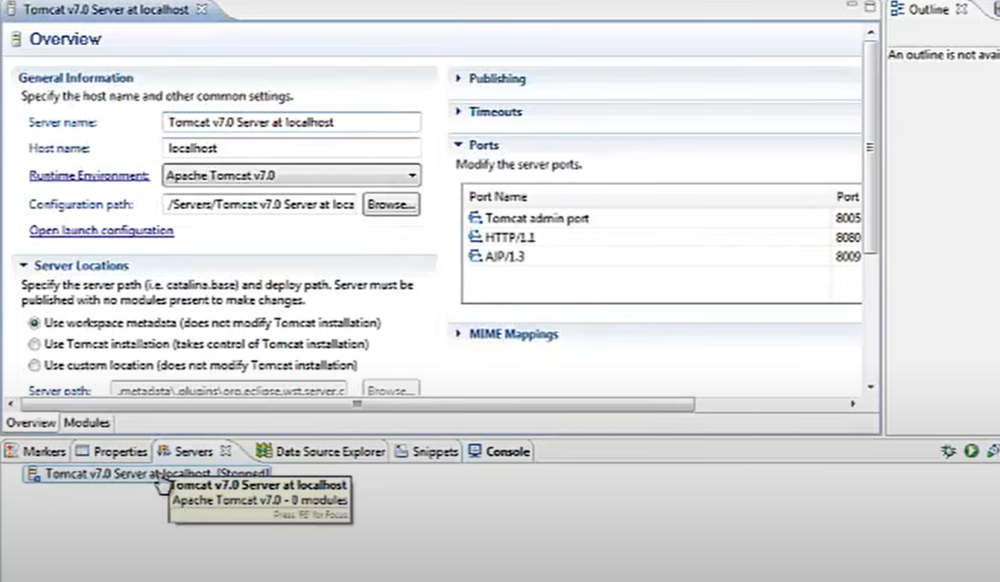 Tomcat v7.0 Server at localhost
Outline
Overview
An outline is not avai
General Information
Specify the host name and other common settings.
Server name:
Tomcat v7.0 Server at localhost
Host name:
localhost
Runtime Environment:
Apache Tomcat v7.0
Configuration path:
/Servers/Tomcat v7.0 Server at loca
Browse...
Open launch configuration
Server Locations
Specify the server path (i.e. catalina.base) and deploy path. Server must be
published with no modules present to make changes.
Use workspace metadata (does not modify Tomcat installation)
Use Tomcat installation (takes control of Tomcat installation)
Use custom location (does not modify Tomcat installation)
Server path:
.metadata\.plugins\org.eclipse.wst.server.c
Browse...
Publishing
Timeouts
Ports
Modify the server ports.
Port Name Port
Tomcat admin port 8005
HTTP/1.1 8080
AJP/1.3 8009
MIME Mappings
Overview Modules
Markers Properties Servers Data Source Explorer Snippets Console
Tomcat v7.0 Server at localhost [Stopped]
Tomcat v7.0 Server at localhost
Apache Tomcat v7.0 - 0 modules
Press 'F2' for Focus